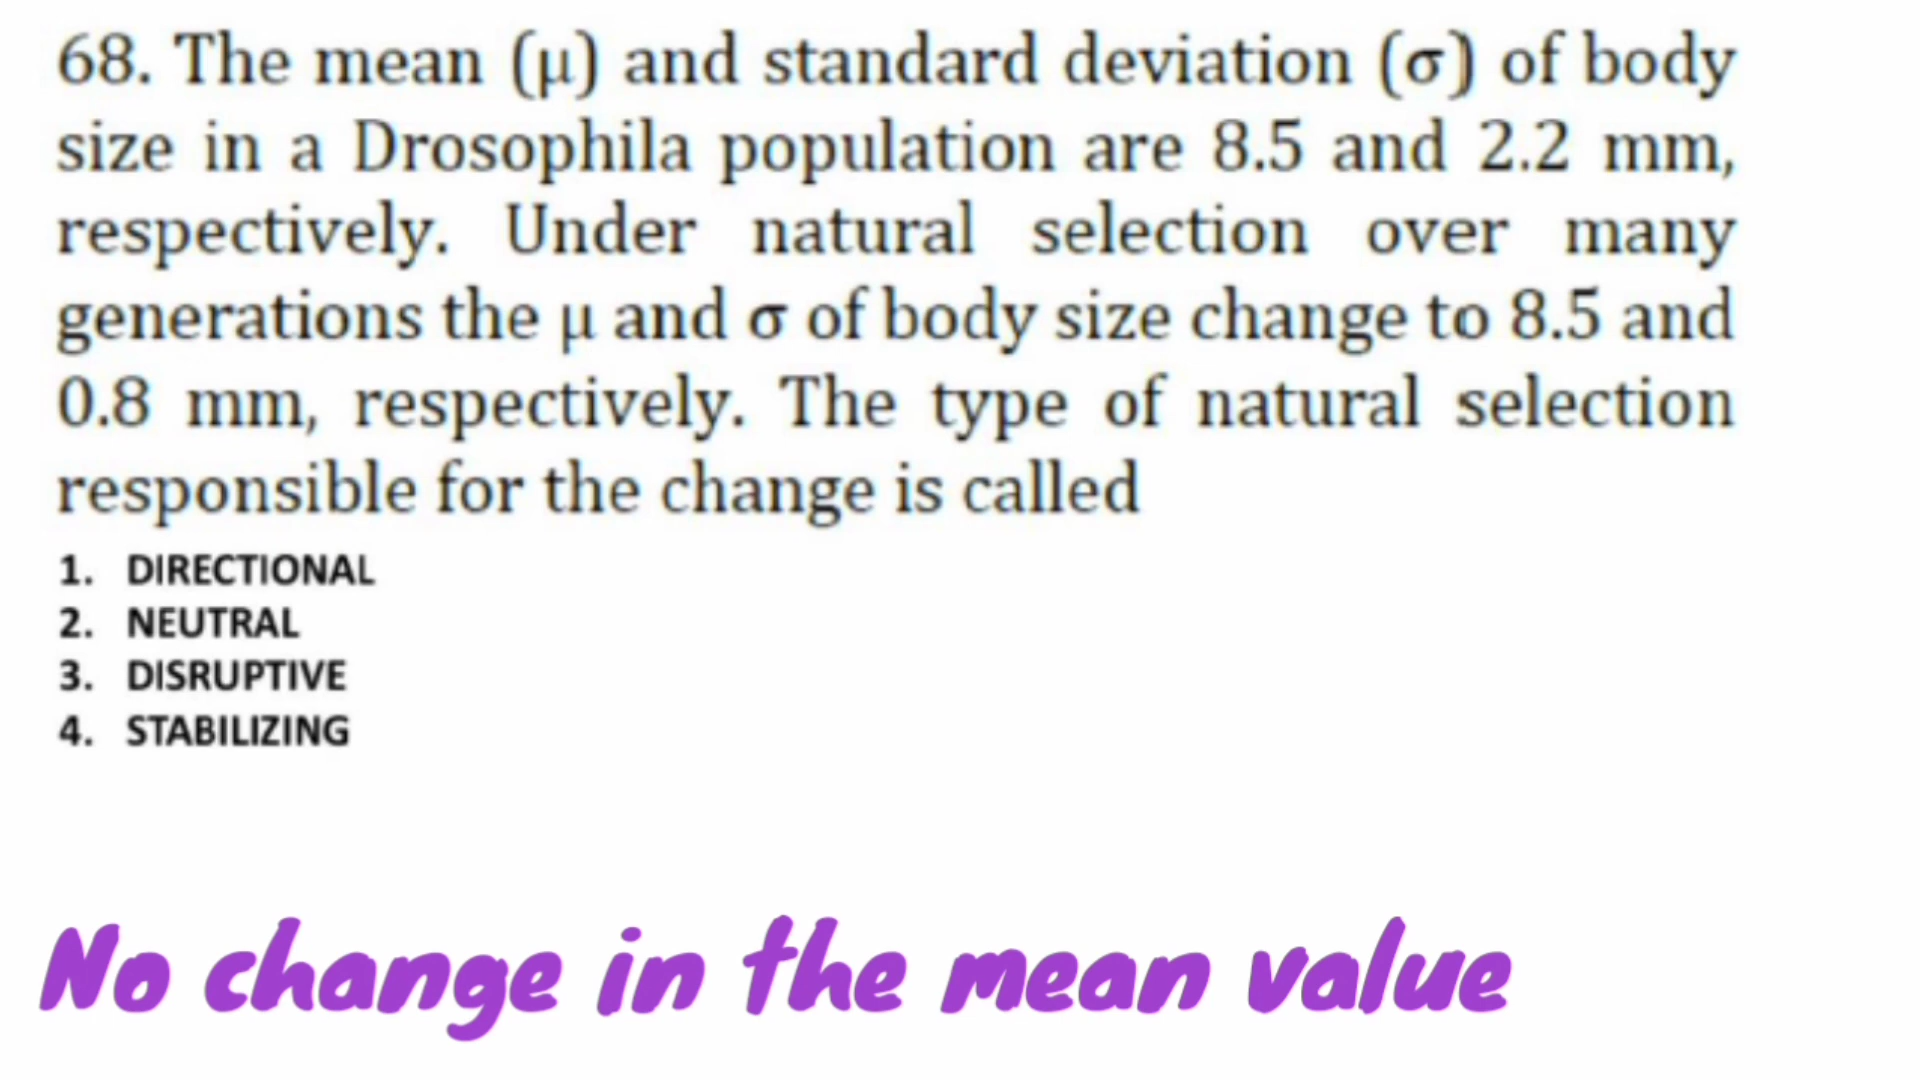 68. The mean (μ) and standard deviation (σ) of body
size in a Drosophila population are 8.5 and 2.2 mm,
respectively. Under natural selection over many
generations the μ and σ of body size change to 8.5 and
0.8 mm, respectively. The type of natural selection
responsible for the change is called
1. DIRECTIONAL
2. NEUTRAL
3. DISRUPTIVE
4. STABILIZING
No change in the mean value